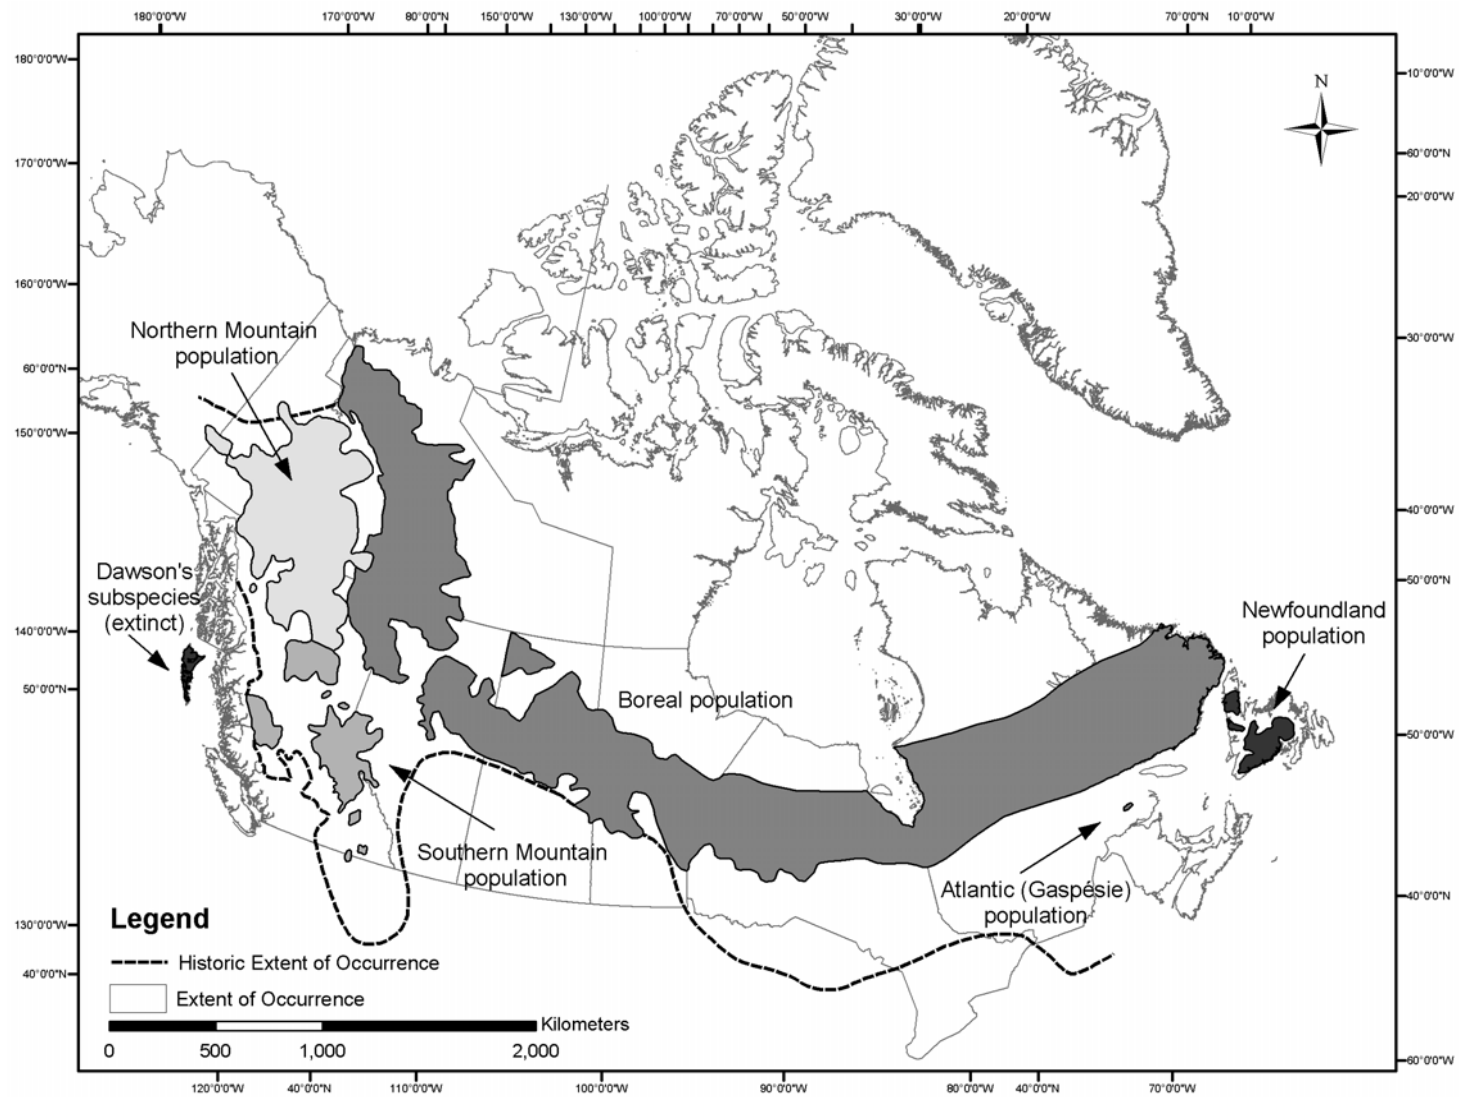 180°0'0"W 170°0'0"W 80°0'0"N 150°0'0"W 130°0'0"W 100°0'0"W 70°0'0"W 50°0'0"W 30°0'0"W 20°0'0"W 70°0'0"N 10°0'0"W
180°0'0"W
10°0'0"W
N
170°0'0"W
60°0'0"N
20°0'0"W
160°0'0"W
Northern Mountain
population
30°0'0"W
60°0'0"N
150°0'0"W
40°0'0"W
Dawson's
subspecies
(extinct)
50°0'0"N
Newfoundland
population
140°0'0"W
50°0'0"N
Boreal population
50°0'0"W
Southern Mountain
population
Atlantic (Gaspésie)
population
40°0'0"N
Legend
130°0'0"W
Historic Extent of Occurrence
40°0'0"N
Extent of Occurrence
Kilometers
0 500 1,000 2,000
60°0'0"W
120°0'0"W 40°0'0"N 110°0'0"W 100°0'0"W 90°0'0"W 80°0'0"W 40°0'0"N 70°0'0"W